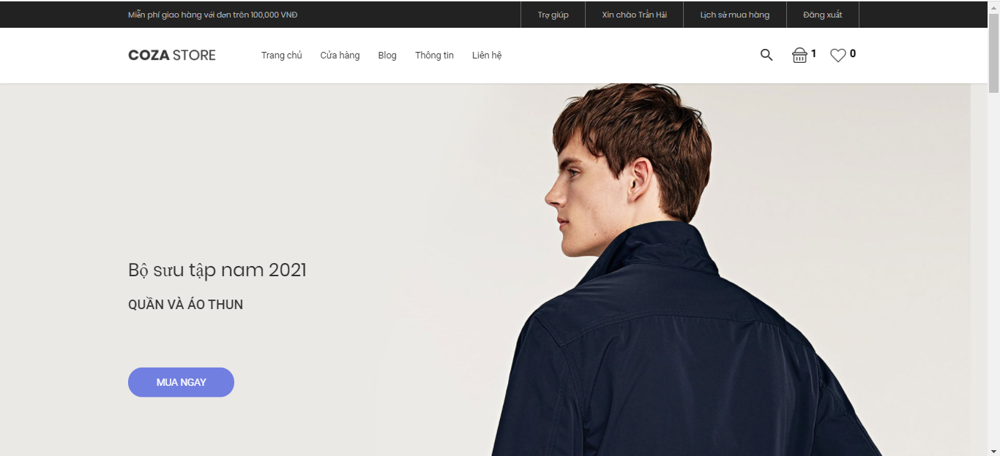 Miễn phí giao hàng với đơn trên 100,000 VNĐ Trợ giúp Xin chào Trần Hải Lịch sử mua hàng Đăng xuất
COZA STORE Trang chủ Cửa hàng Blog Thông tin Liên hệ 1 0
Bộ sưu tập nam 2021
QUẦN VÀ ÁO THUN
MUA NGAY